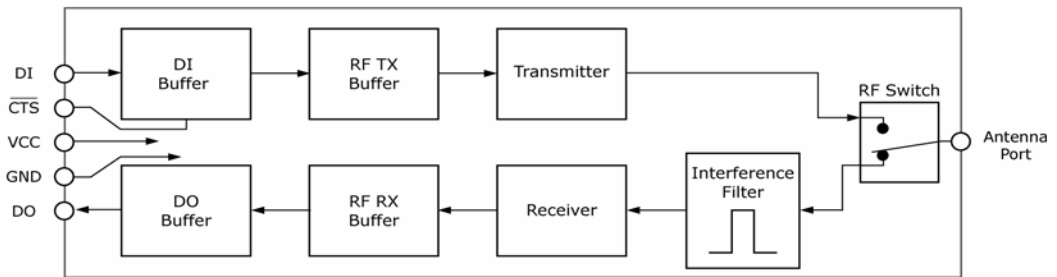 DI
C̅T̅S̅
VCC
GND
DO
DI
Buffer
RF TX
Buffer
Transmitter
RF Switch
Antenna
Port
DO
Buffer
RF RX
Buffer
Receiver
Interference
Filter